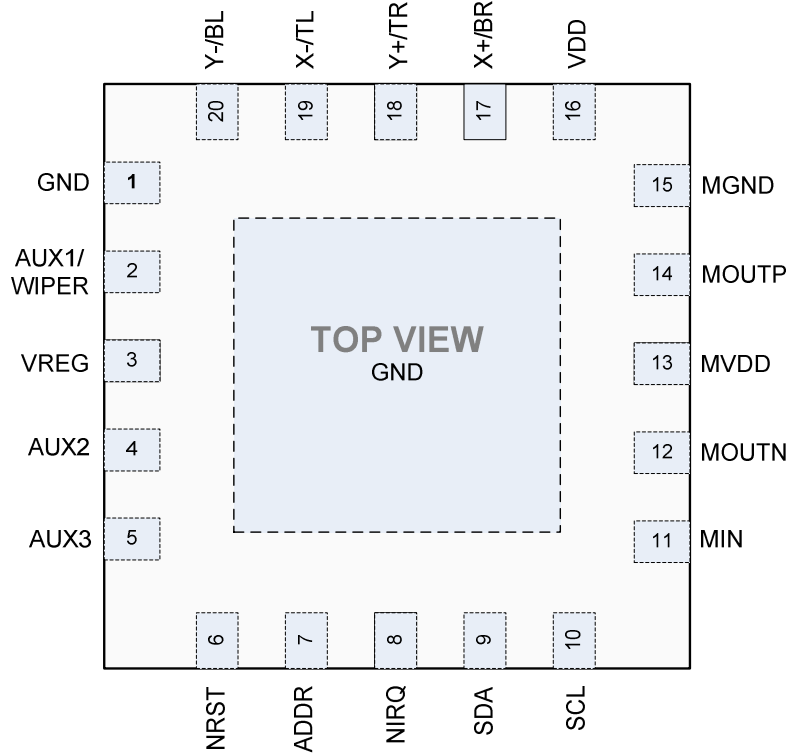 Y-/BL
X-/TL
Y+/TR
X+/BR
VDD
20
19
18
17
16
GND
1
AUX1/
WIPER
2
VREG
3
AUX2
4
AUX3
5
TOP VIEW
GND
15
MGND
14
MOUTP
13
MVDD
12
MOUTN
11
MIN
6
7
8
9
10
NRST
ADDR
NIRQ
SDA
SCL